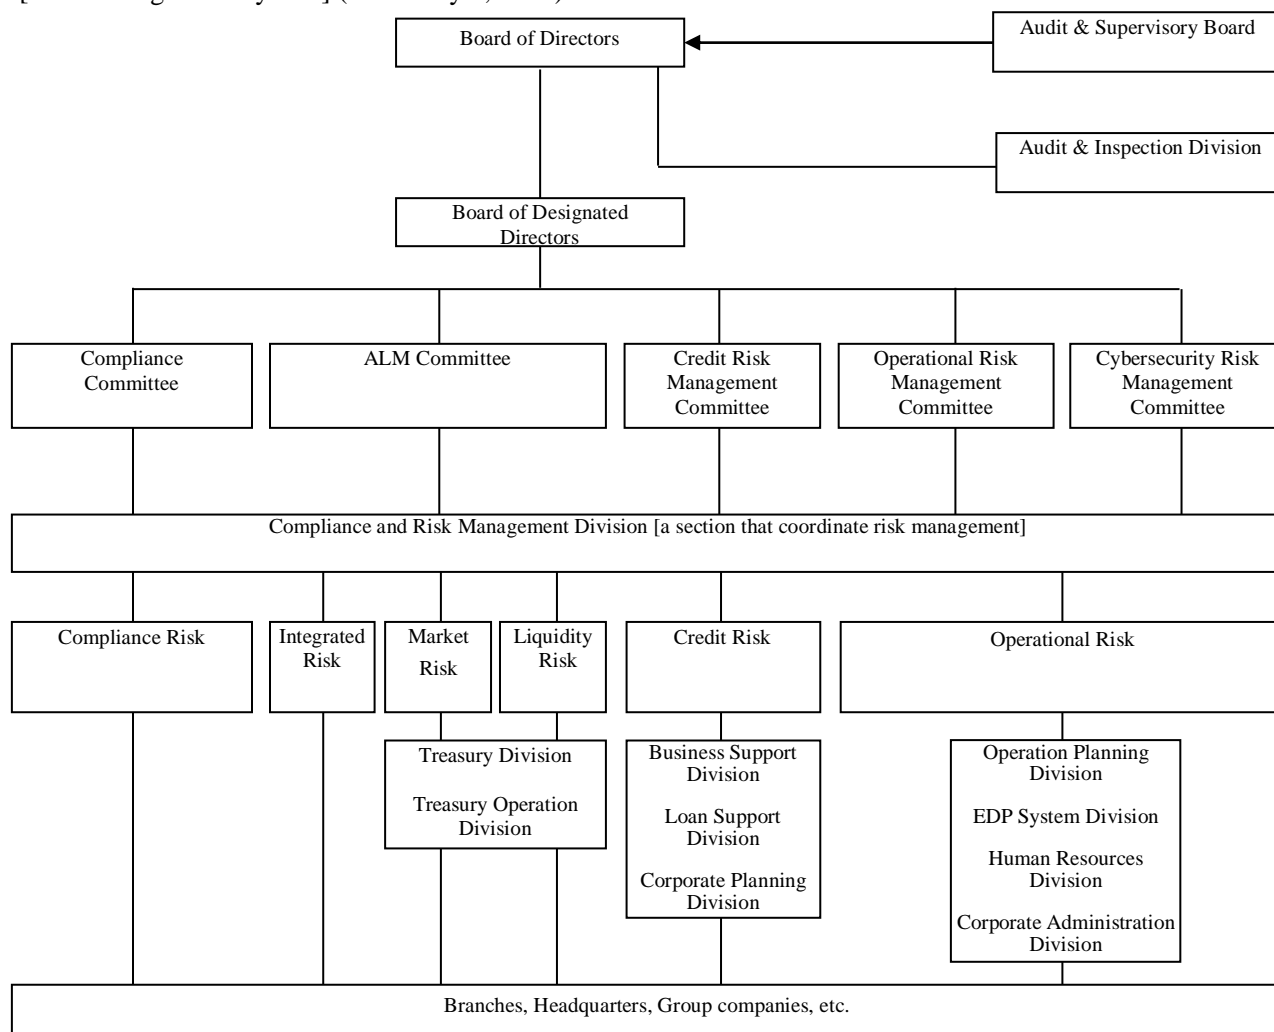 Board of Directors
Audit & Supervisory Board
Audit & Inspection Division
Board of Designated
Directors
Compliance
Committee
ALM Committee
Credit Risk
Management
Committee
Operational Risk
Management
Committee
Cybersecurity Risk
Management
Committee
Compliance and Risk Management Division [a section that coordinate risk management]
Compliance Risk
Integrated
Risk
Market
Risk
Liquidity
Risk
Credit Risk
Operational Risk
Treasury Division
Treasury Operation
Division
Business Support
Division
Loan Support
Division
Corporate Planning
Division
Operation Planning
Division
EDP System Division
Human Resources
Division
Corporate Administration
Division
Branches, Headquarters, Group companies, etc.